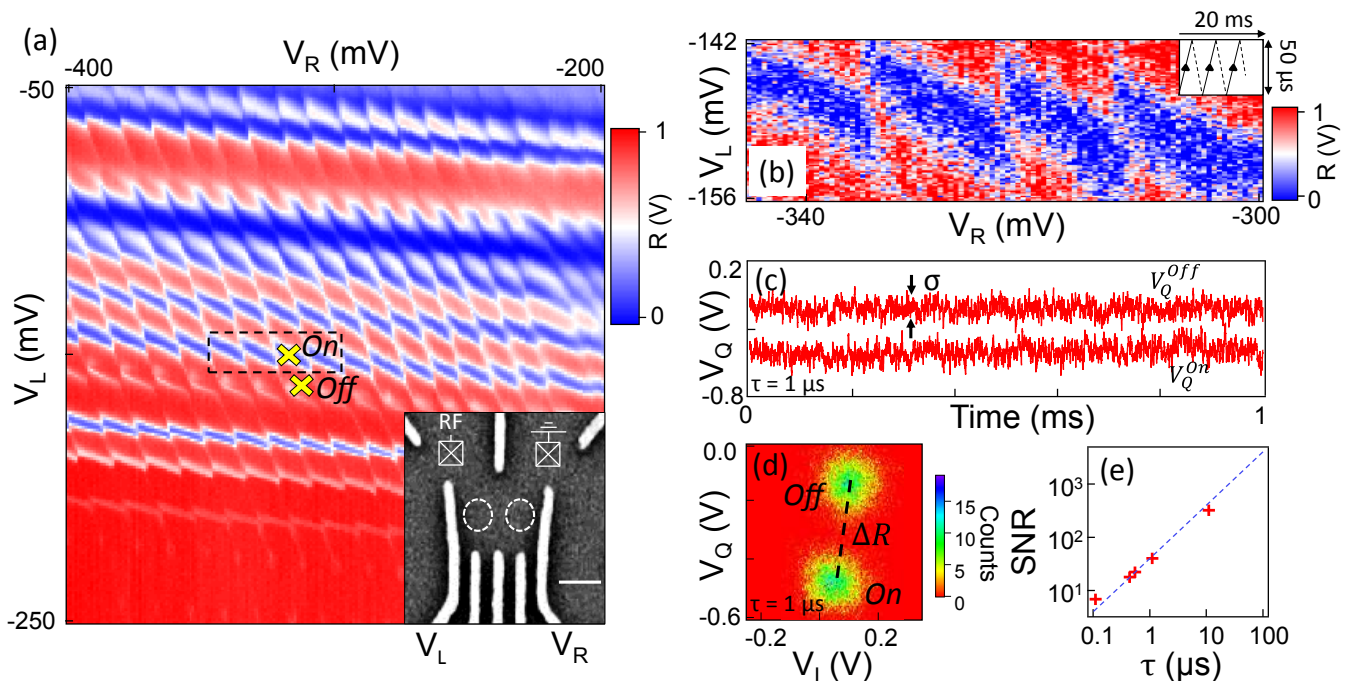 (a)
V_R (mV)
-400
-200
-50
V_L (mV)
-250
1
R (V)
0
On
Off
RF
V_L
V_R
20 ms
50 µs
-142
V_L (mV)
-156
(b)
-340
V_R (mV)
-300
1
R (V)
0
0.2
(c)
σ
V_Q^Off
V_Q (V)
V_Q^On
τ = 1 µs
-0.8
0
Time (ms)
1
0.0
(d)
Off
ΔR
V_Q (V)
On
τ = 1 µs
-0.6
-0.2
0.2
V_I (V)
15
10
5
0
Counts
(e)
10^3
10^2
10^1
SNR
0.1
1
10
100
τ (µs)